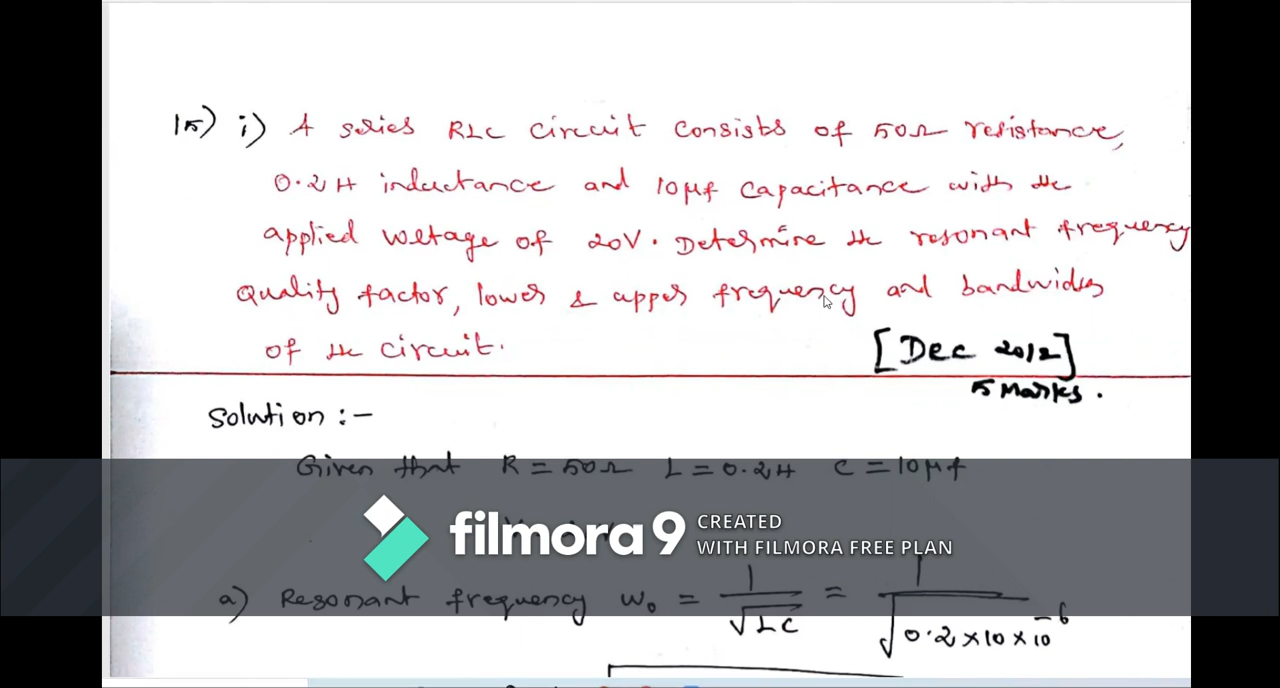 15) i) A series RLC circuit consists of 50Ω resistance,
0.2H inductance and 10μf capacitance with the
applied voltage of 20V. Determine the resonant frequency
Quality factor, lower & upper frequency and bandwidth
of the circuit.
[Dec 2012]
5 Marks.
Solution :-
Given that R = 50Ω L = 0.2H C = 10μf
filmora9 CREATED
WITH FILMORA FREE PLAN
a) Resonant frequency ω₀ = 1/√LC = 1/√0.2×10×10⁻⁶